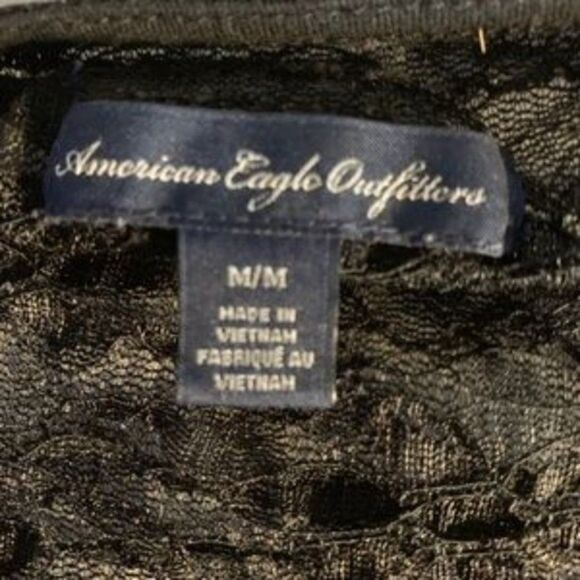 American Eagle Outfitters
M/M
MADE IN
VIETNAM
FABRIQUÉ AU
VIETNAM